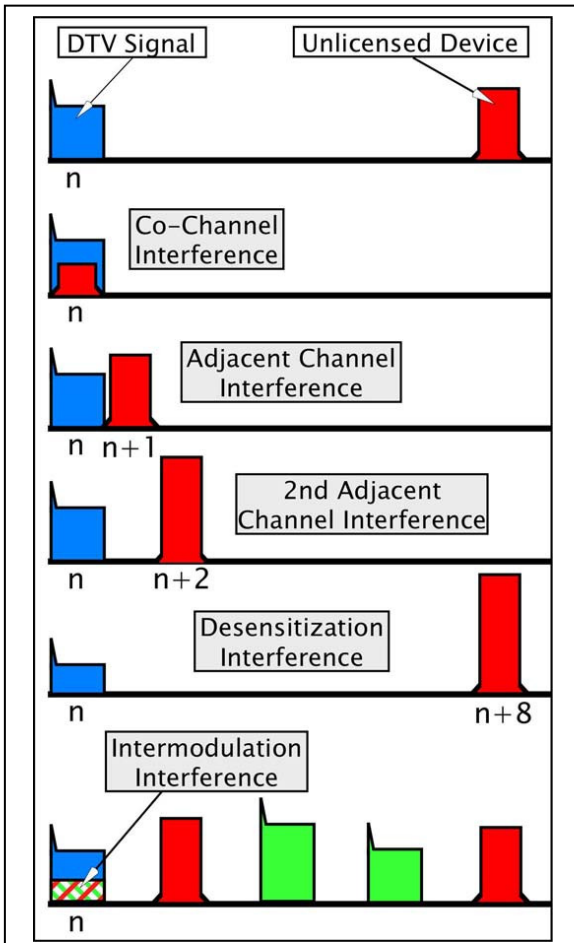 DTV Signal
Unlicensed Device
n
Co-Channel
Interference
n
Adjacent Channel
Interference
n
n+1
2nd Adjacent
Channel Interference
n
n+2
Desensitization
Interference
n
n+8
Intermodulation
Interference
n